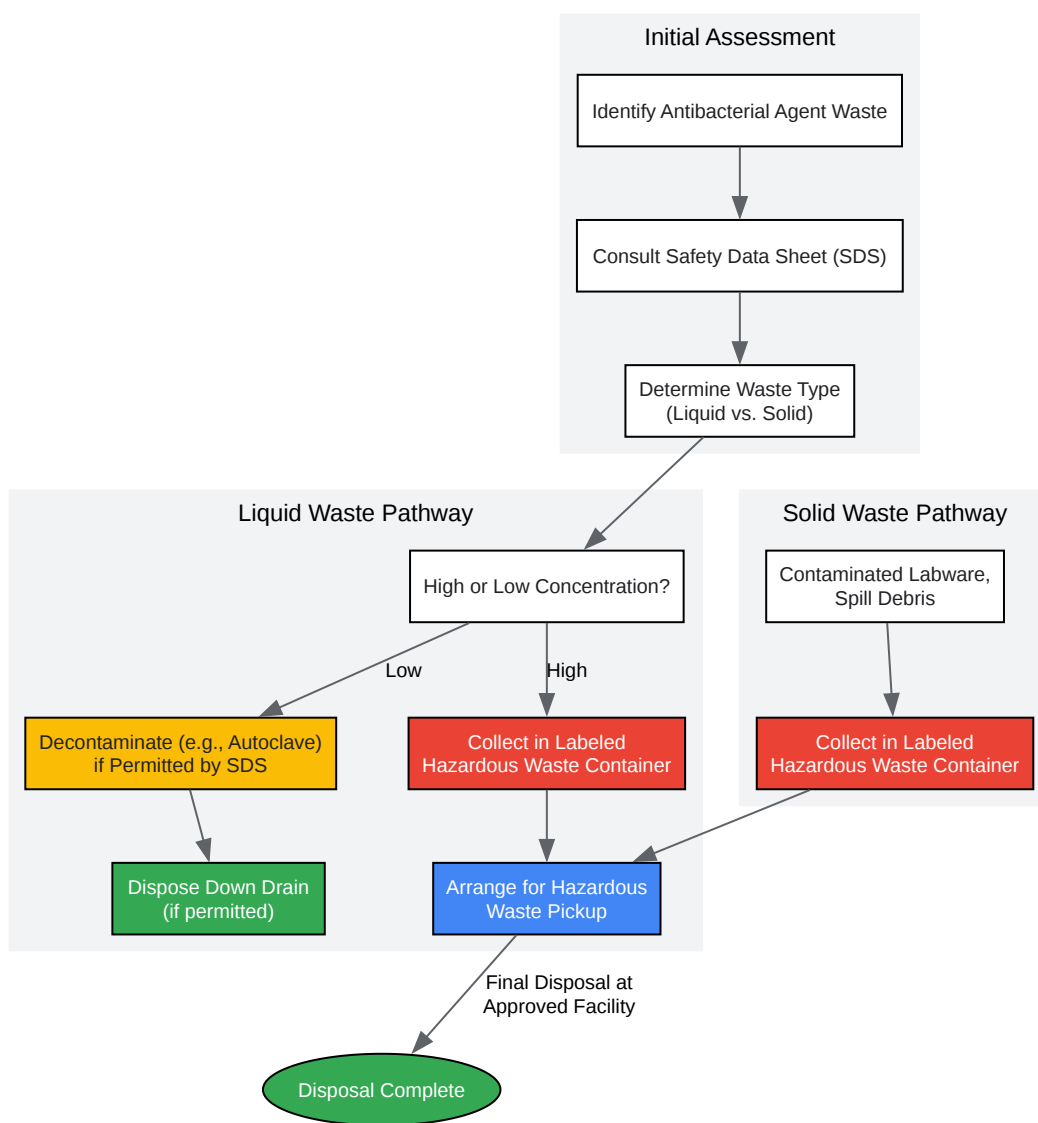 Initial Assessment
Identify Antibacterial Agent Waste
Consult Safety Data Sheet (SDS)
Determine Waste Type
(Liquid vs. Solid)
Liquid Waste Pathway
High or Low Concentration?
Low
High
Decontaminate (e.g., Autoclave)
if Permitted by SDS
Collect in Labeled
Hazardous Waste Container
Dispose Down Drain
(if permitted)
Arrange for Hazardous
Waste Pickup
Solid Waste Pathway
Contaminated Labware,
Spill Debris
Collect in Labeled
Hazardous Waste Container
Final Disposal at
Approved Facility
Disposal Complete